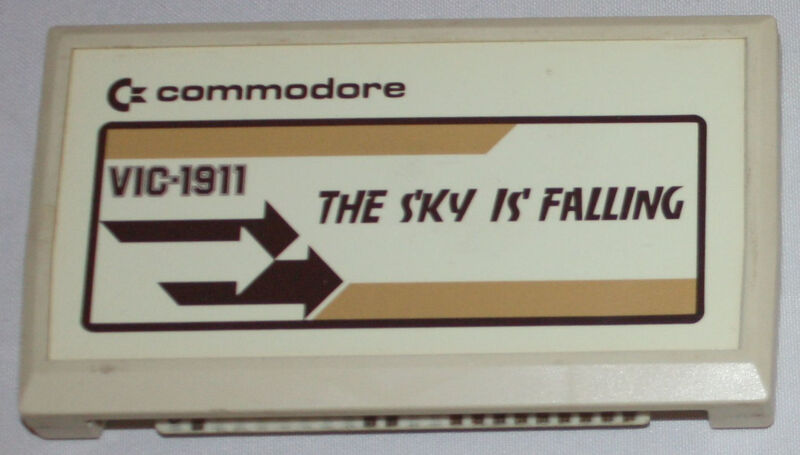 commodore
VIC-1911
THE SKY IS FALLING